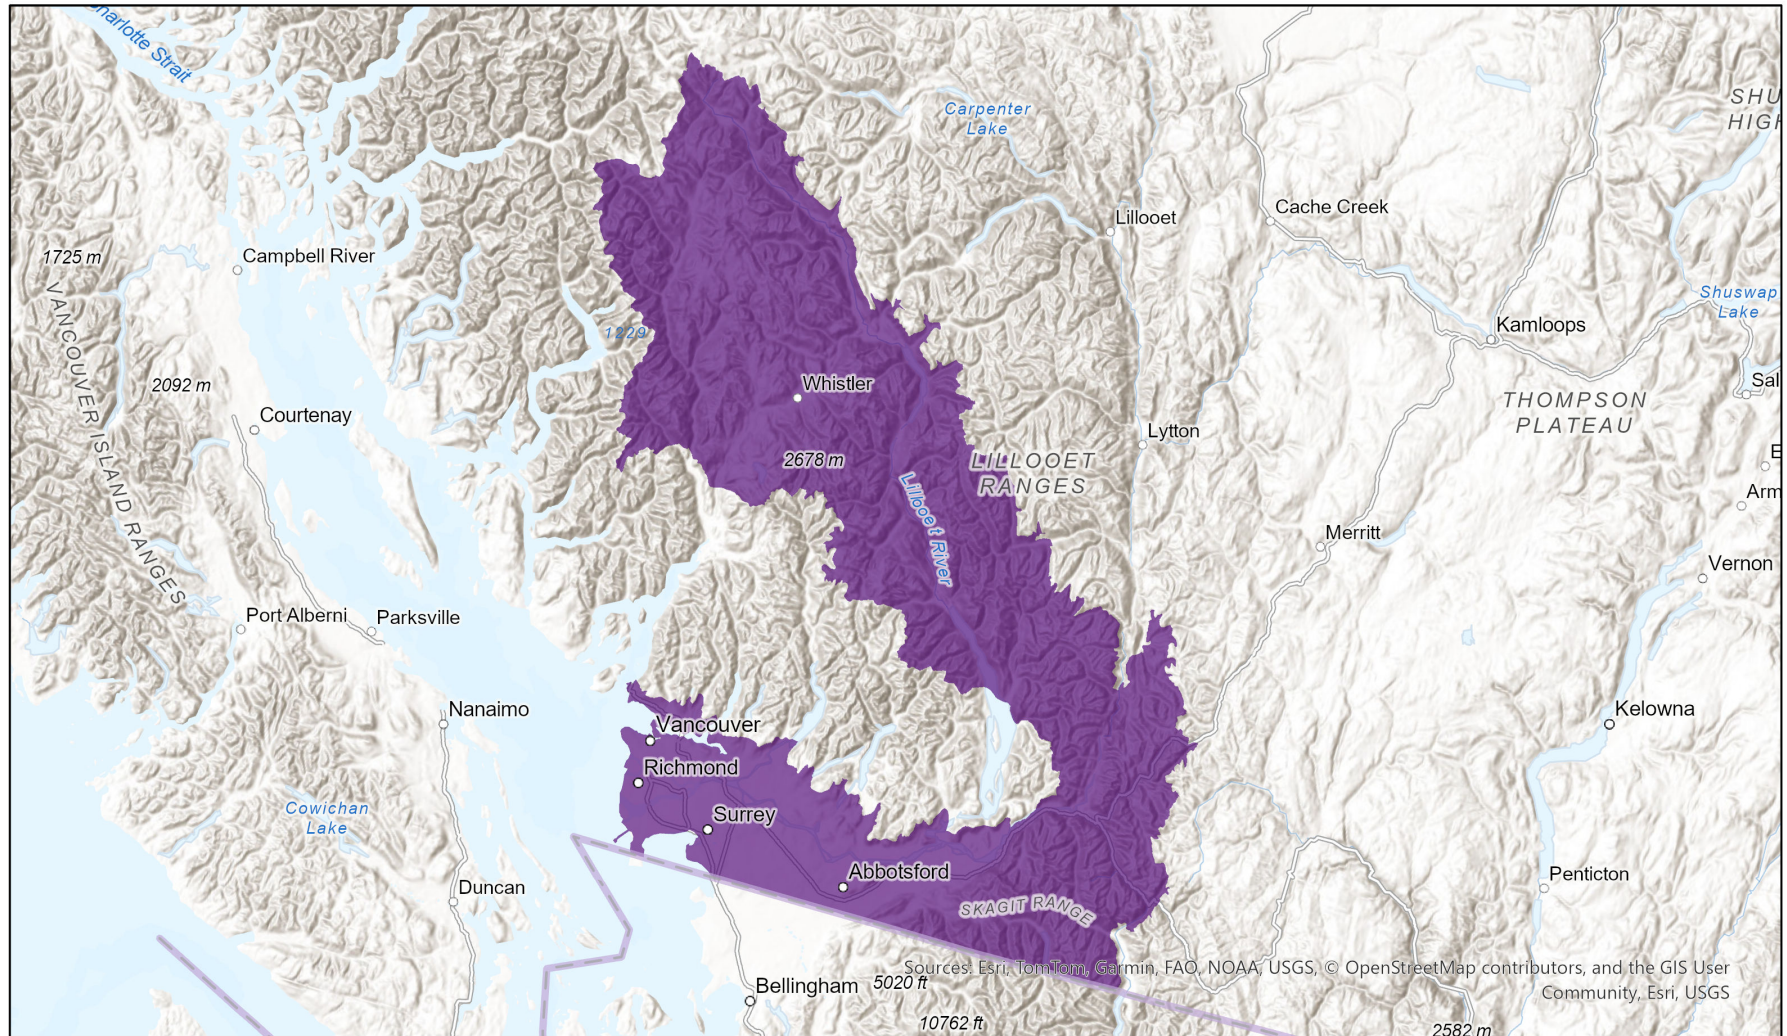 Charlotte Strait
Carpenter
Lake
SHU
HIGH
Lillooet
Cache Creek
1725 m
Campbell River
Shuswap
Lake
1229
Kamloops
VANCOUVER ISLAND RANGES
2092 m
Whistler
Sal
THOMPSON
PLATEAU
Courtenay
Lytton
2678 m
LILLOOET
RANGES
E
Arm
Lillooet River
Merritt
Vernon
Port Alberni
Parksville
Nanaimo
Vancouver
Kelowna
Richmond
Cowichan
Lake
Surrey
Abbotsford
Duncan
Penticton
SKAGIT RANGE
Sources: Esri, TomTom, Garmin, FAO, NOAA, USGS, © OpenStreetMap contributors, and the GIS User
Community, Esri, USGS
Bellingham
5020 ft
10762 ft
2582 m